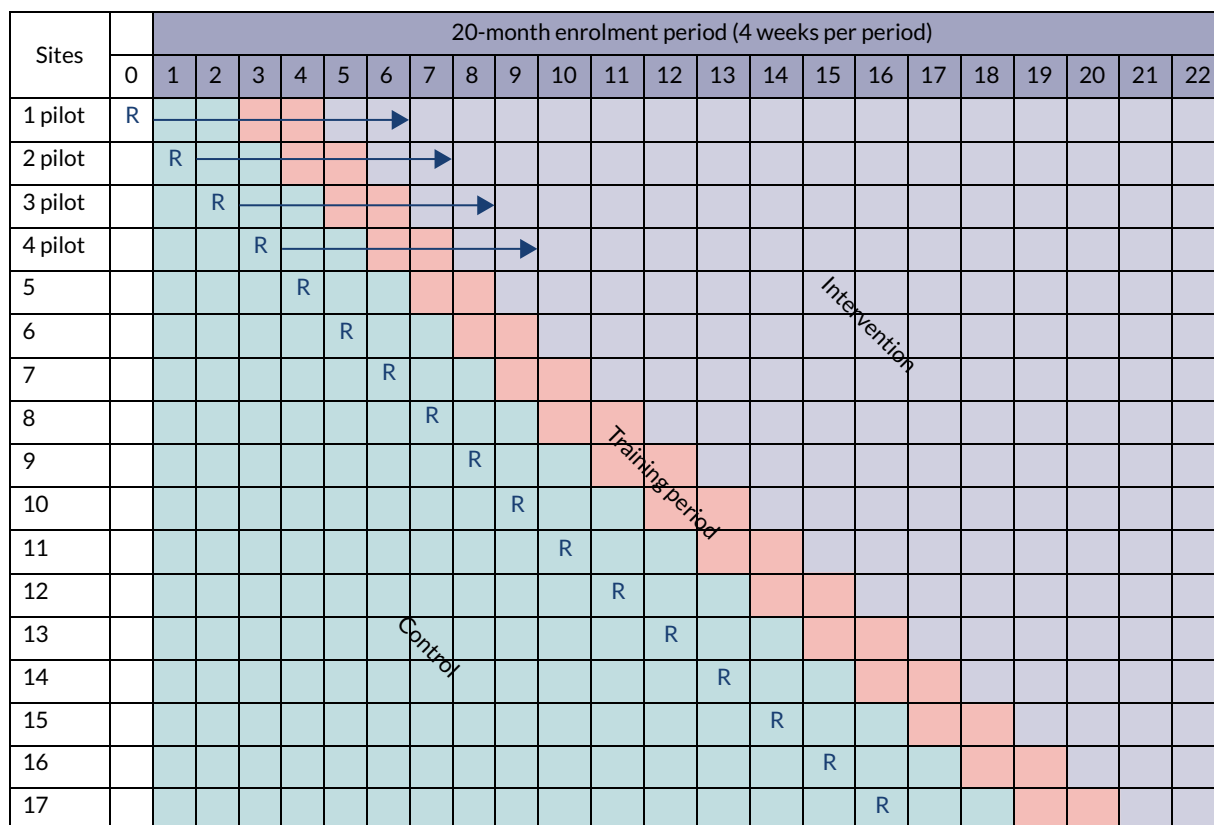 Sites
20-month enrolment period (4 weeks per period)
0 1 2 3 4 5 6 7 8 9 10 11 12 13 14 15 16 17 18 19 20 21 22
1 pilot R
2 pilot R
3 pilot R
4 pilot R
5 R
6 R
7 R
8 R
9 R
10 R
11 R
12 R
13 R
14 R
15 R
16 R
17 R
Intervention
Training period
Control